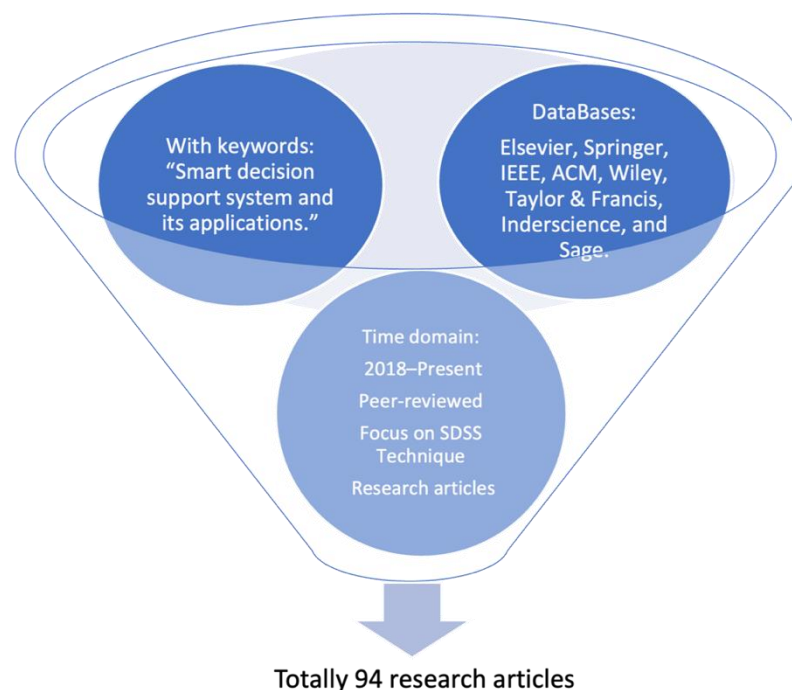 With keywords:
“Smart decision
support system and
its applications.”
DataBases:
Elsevier, Springer,
IEEE, ACM, Wiley,
Taylor & Francis,
Inderscience, and
Sage.
Time domain:
2018–Present
Peer-reviewed
Focus on SDSS
Technique
Research articles
Totally 94 research articles